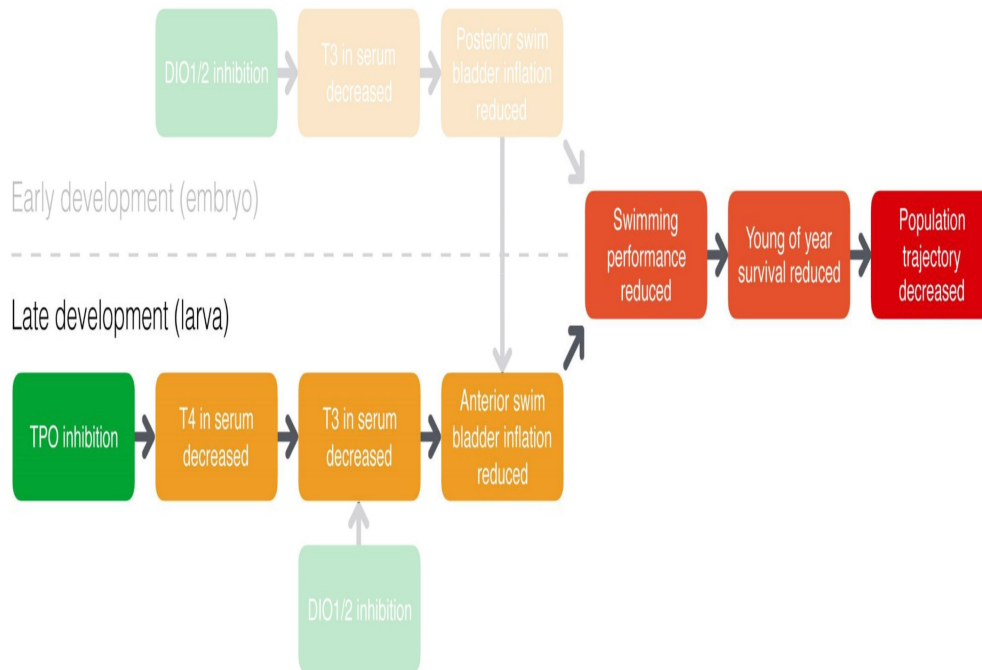 DIO1/2 inhibition
T3 in serum
decreased
Posterior swim
bladder inflation
reduced
Early development (embryo)
Swimming
performance
reduced
Young of year
survival reduced
Population
trajectory
decreased
Late development (larva)
TPO inhibition
T4 in serum
decreased
T3 in serum
decreased
Anterior swim
bladder inflation
reduced
DIO1/2 inhibition